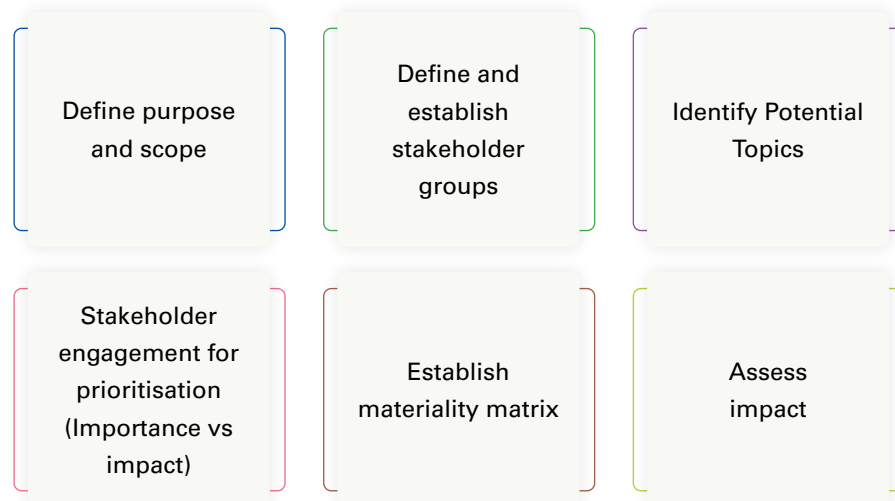 Define purpose
and scope
Define and
establish
stakeholder
groups
Identify Potential
Topics
Stakeholder
engagement for
prioritisation
(Importance vs
impact)
Establish
materiality matrix
Assess
impact